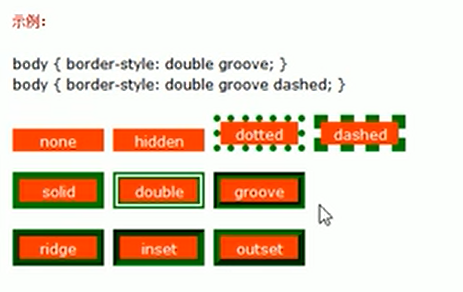 示例：
body { border-style: double groove; }
body { border-style: double groove dashed; }
none hidden dotted dashed
solid double groove
ridge inset outset